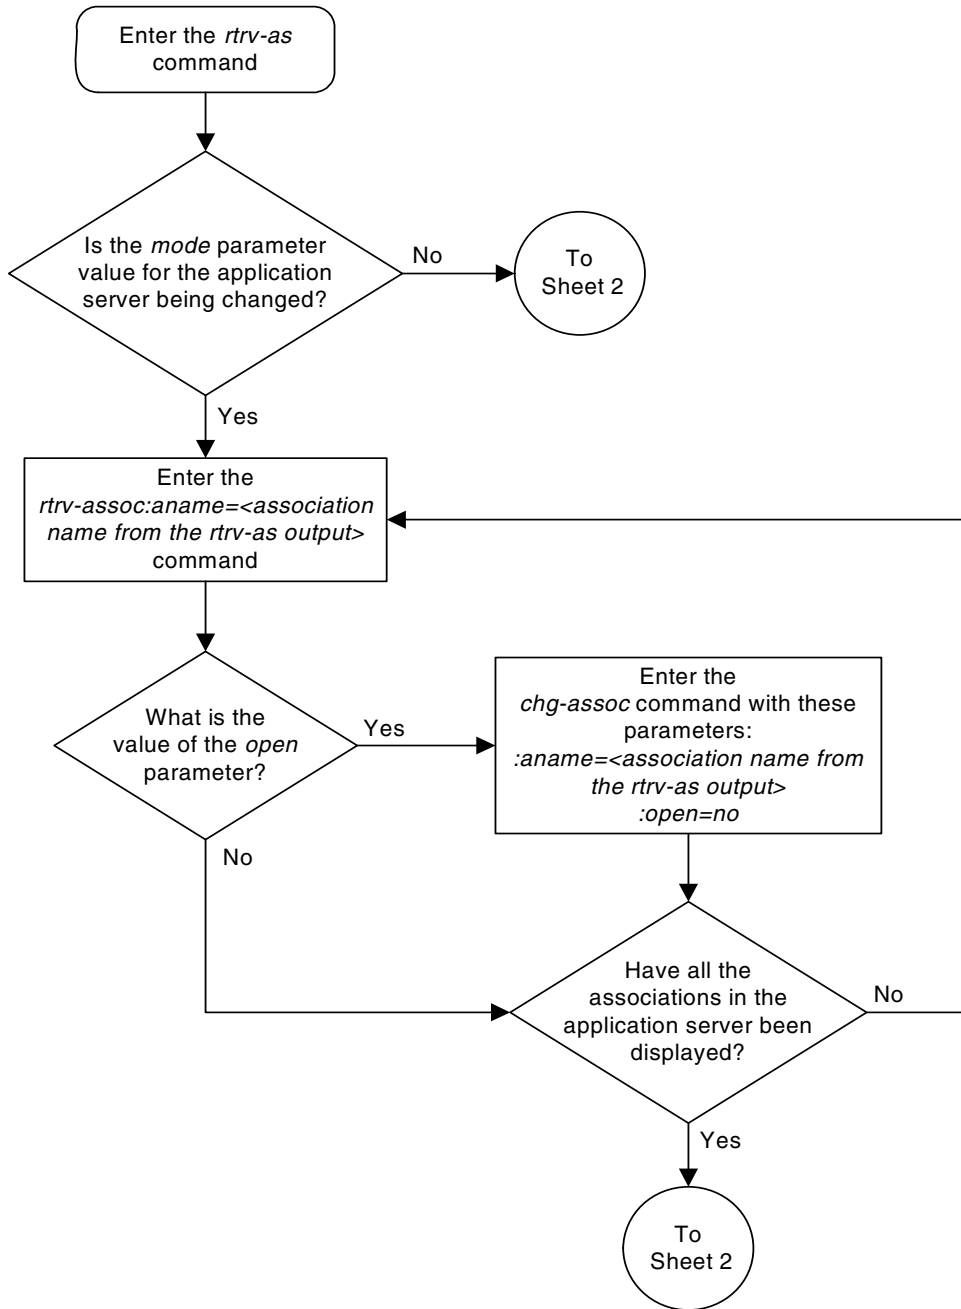 Enter the rtrv-as
command
Is the mode parameter
value for the application
server being changed?
No
To
Sheet 2
Yes
Enter the
rtrv-assoc:aname=<association
name from the rtrv-as output>
command
What is the
value of the open
parameter?
Yes
Enter the
chg-assoc command with these
parameters:
:aname=<association name from
the rtrv-as output>
:open=no
No
Have all the
associations in the
application server been
displayed?
No
Yes
To
Sheet 2